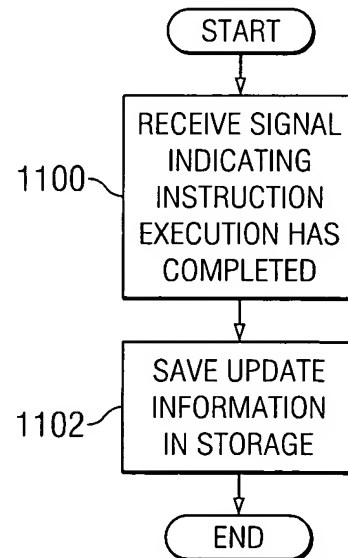 START
1100
RECEIVE SIGNAL
INDICATING
INSTRUCTION
EXECUTION HAS
COMPLETED
1102
SAVE UPDATE
INFORMATION
IN STORAGE
END